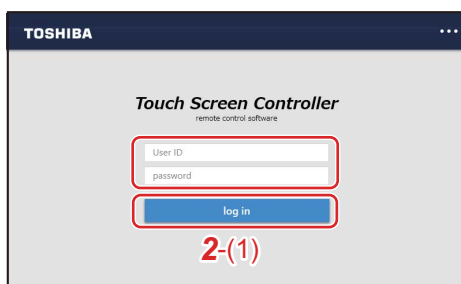 TOSHIBA
...
Touch Screen Controller
remote control software
User ID
password
log in
2-(1)